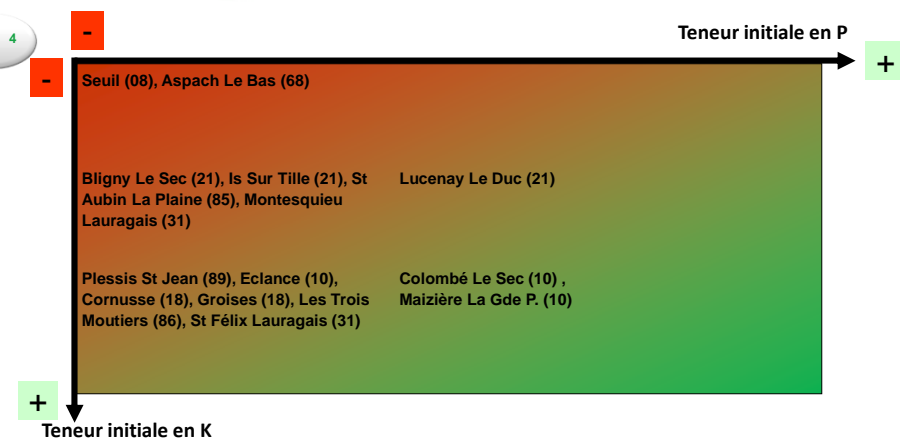 4
-
Teneur initiale en P
-
+
Seuil (08), Aspach Le Bas (68)
Bligny Le Sec (21), Is Sur Tille (21), St
Aubin La Plaine (85), Montesquieu
Lauragais (31)
Lucenay Le Duc (21)
Plessis St Jean (89), Eclance (10),
Cornusse (18), Groises (18), Les Trois
Moutiers (86), St Félix Lauragais (31)
Colombé Le Sec (10) ,
Maizière La Gde P. (10)
+
Teneur initiale en K